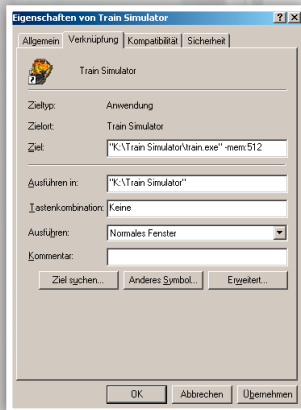 Eigenschaften von Train Simulator
Allgemein Verknüpfung Kompatibilität Sicherheit
Train Simulator
Zieltyp: Anwendung
Zielort: Train Simulator
Ziel: "K:\Train Simulator\train.exe" -mem:512
Ausführen in: "K:\Train Simulator"
Tastenkombination: Keine
Ausführen: Normales Fenster
Kommentar:
Ziel suchen... Anderes Symbol... Erweitert...
OK Abbrechen Übernehmen